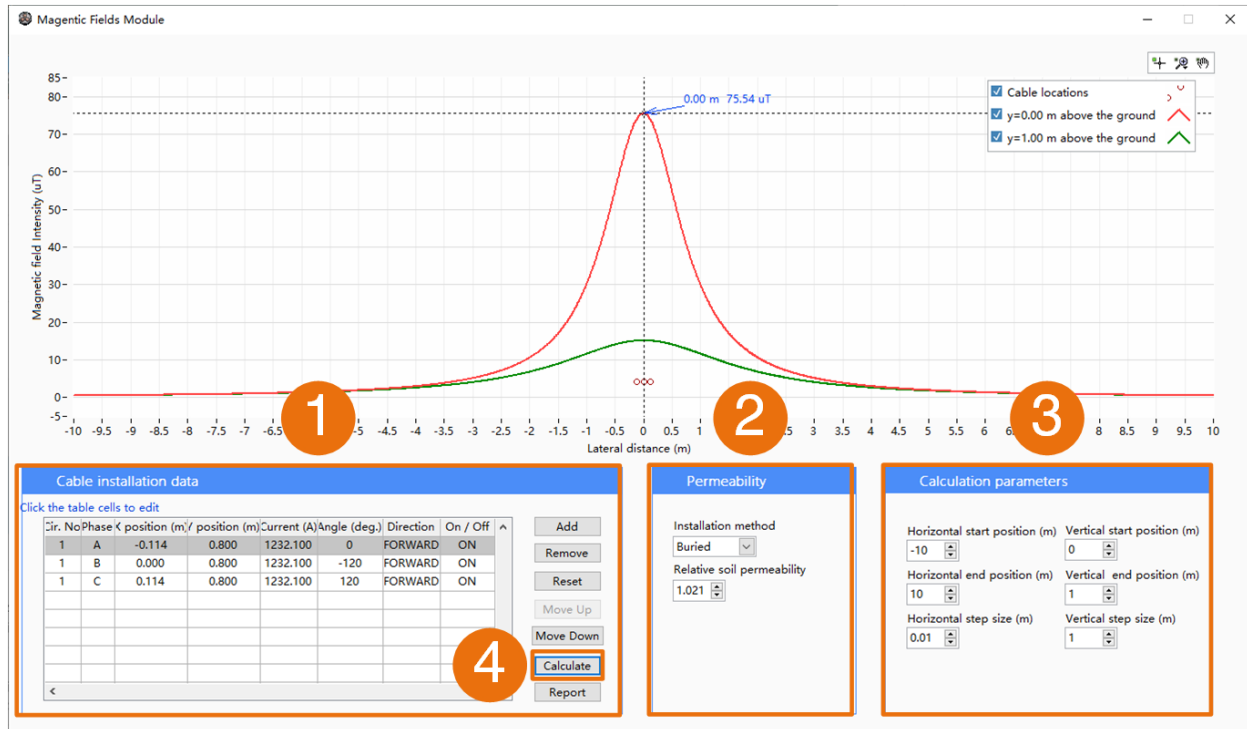 Magentic Fields Module
85
80
70
60
50
40
30
20
10
0
-5
Magnetic field Intensity (uT)
0.00 m 75.54 uT
Cable locations
y=0.00 m above the ground
y=1.00 m above the ground
-10 -9.5 -9 -8.5 -8 -7.5 -7 -5 -4.5 -4 -3.5 -3 -2.5 -2 -1.5 -1 -0.5 0 0.5 1 3 3.5 4 4.5 5 5.5 6 8 8.5 9 9.5 10
Lateral distance (m)
1
2
3
Cable installation data
Click the table cells to edit
Cir. No Phase X position (m) Y position (m) Current (A) Angle (deg.) Direction On / Off
1 A -0.114 0.800 1232.100 0 FORWARD ON
1 B 0.000 0.800 1232.100 -120 FORWARD ON
1 C 0.114 0.800 1232.100 120 FORWARD ON
Add
Remove
Reset
Move Up
Move Down
4
Calculate
Report
Permeability
Installation method
Buried
Relative soil permeability
1.021
Calculation parameters
Horizontal start position (m) Vertical start position (m)
-10 0
Horizontal end position (m) Vertical end position (m)
10 1
Horizontal step size (m) Vertical step size (m)
0.01 1